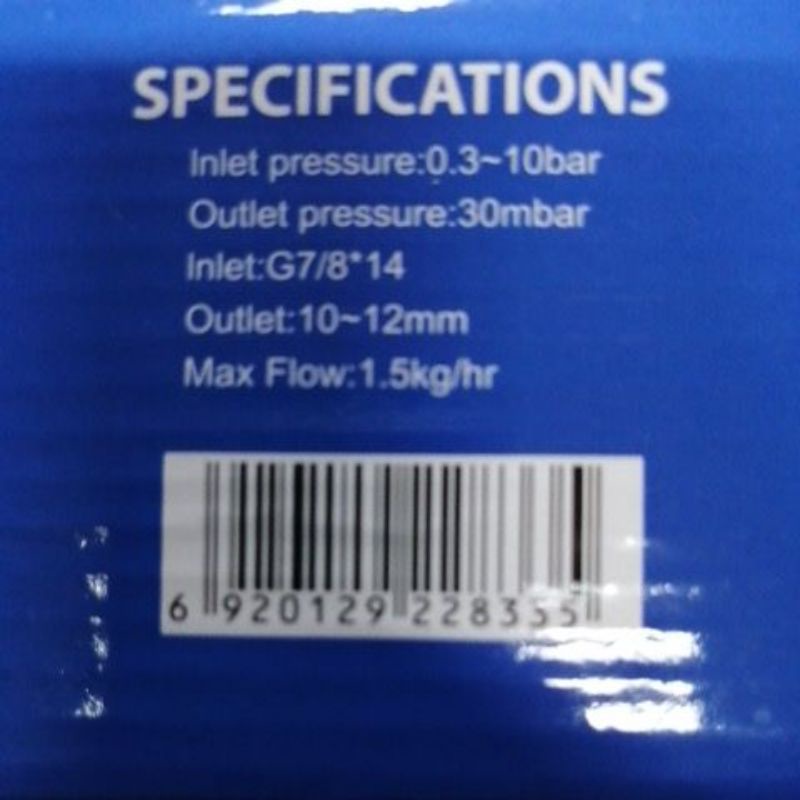 SPECIFICATIONS
Inlet pressure:0.3~10bar
Outlet pressure:30mbar
Inlet:G7/8*14
Outlet:10~12mm
Max Flow:1.5kg/hr
6 920129 228335